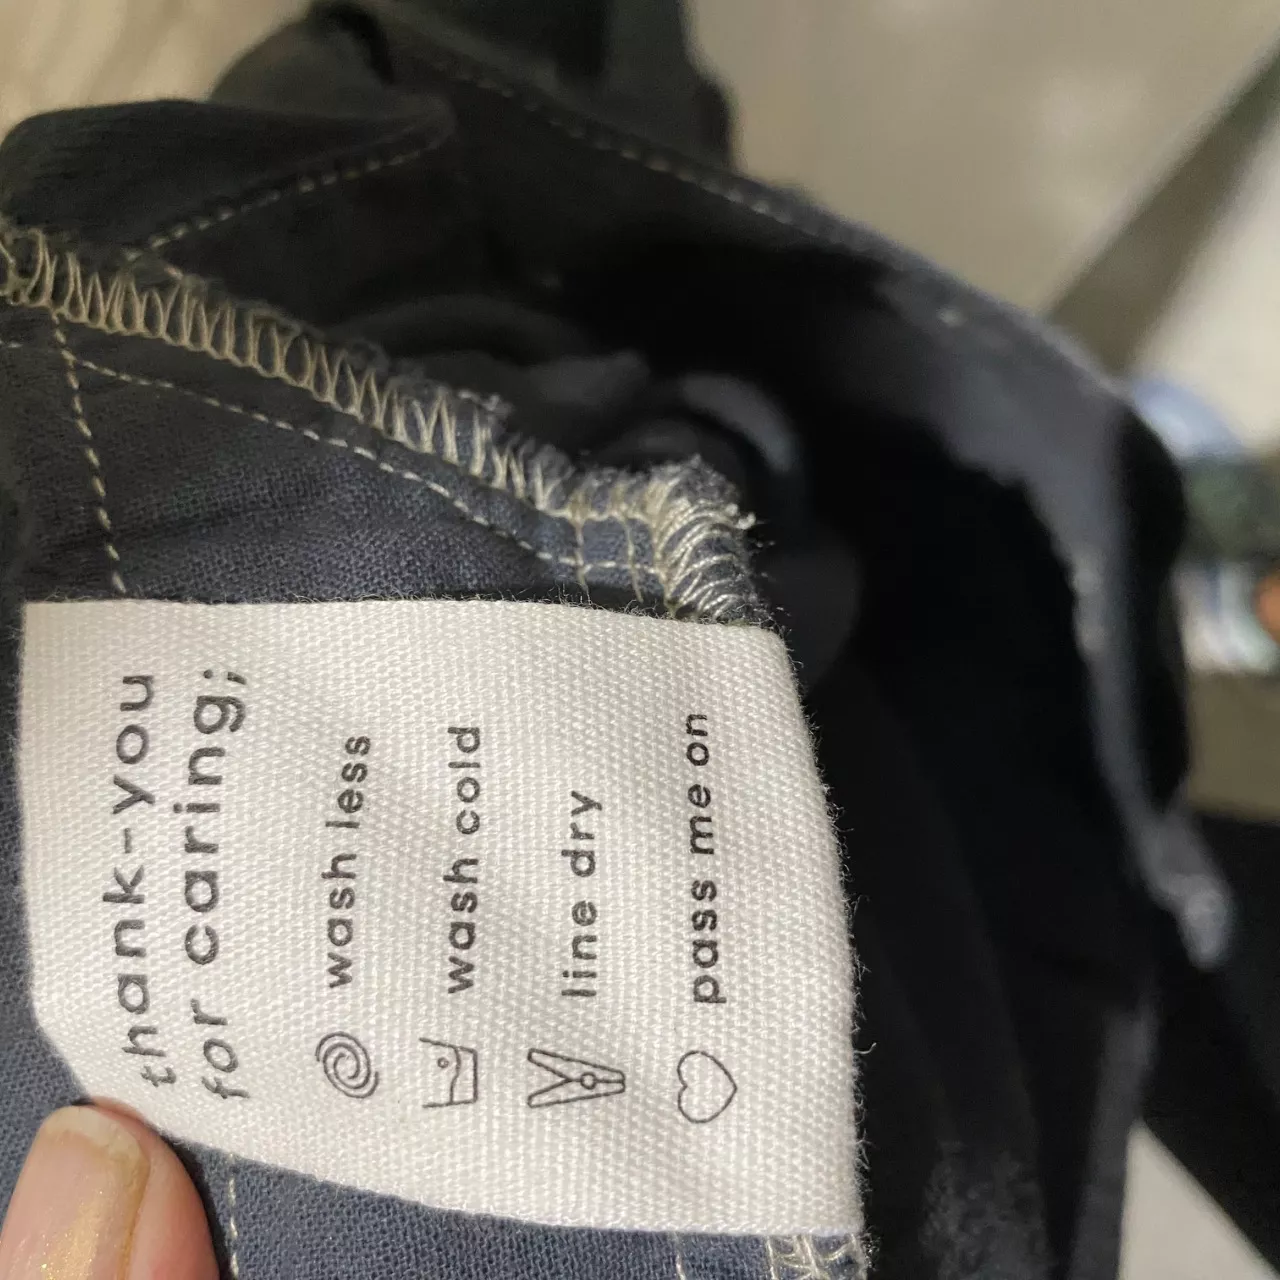 thank-you
for caring;
wash less
wash cold
line dry
pass me on